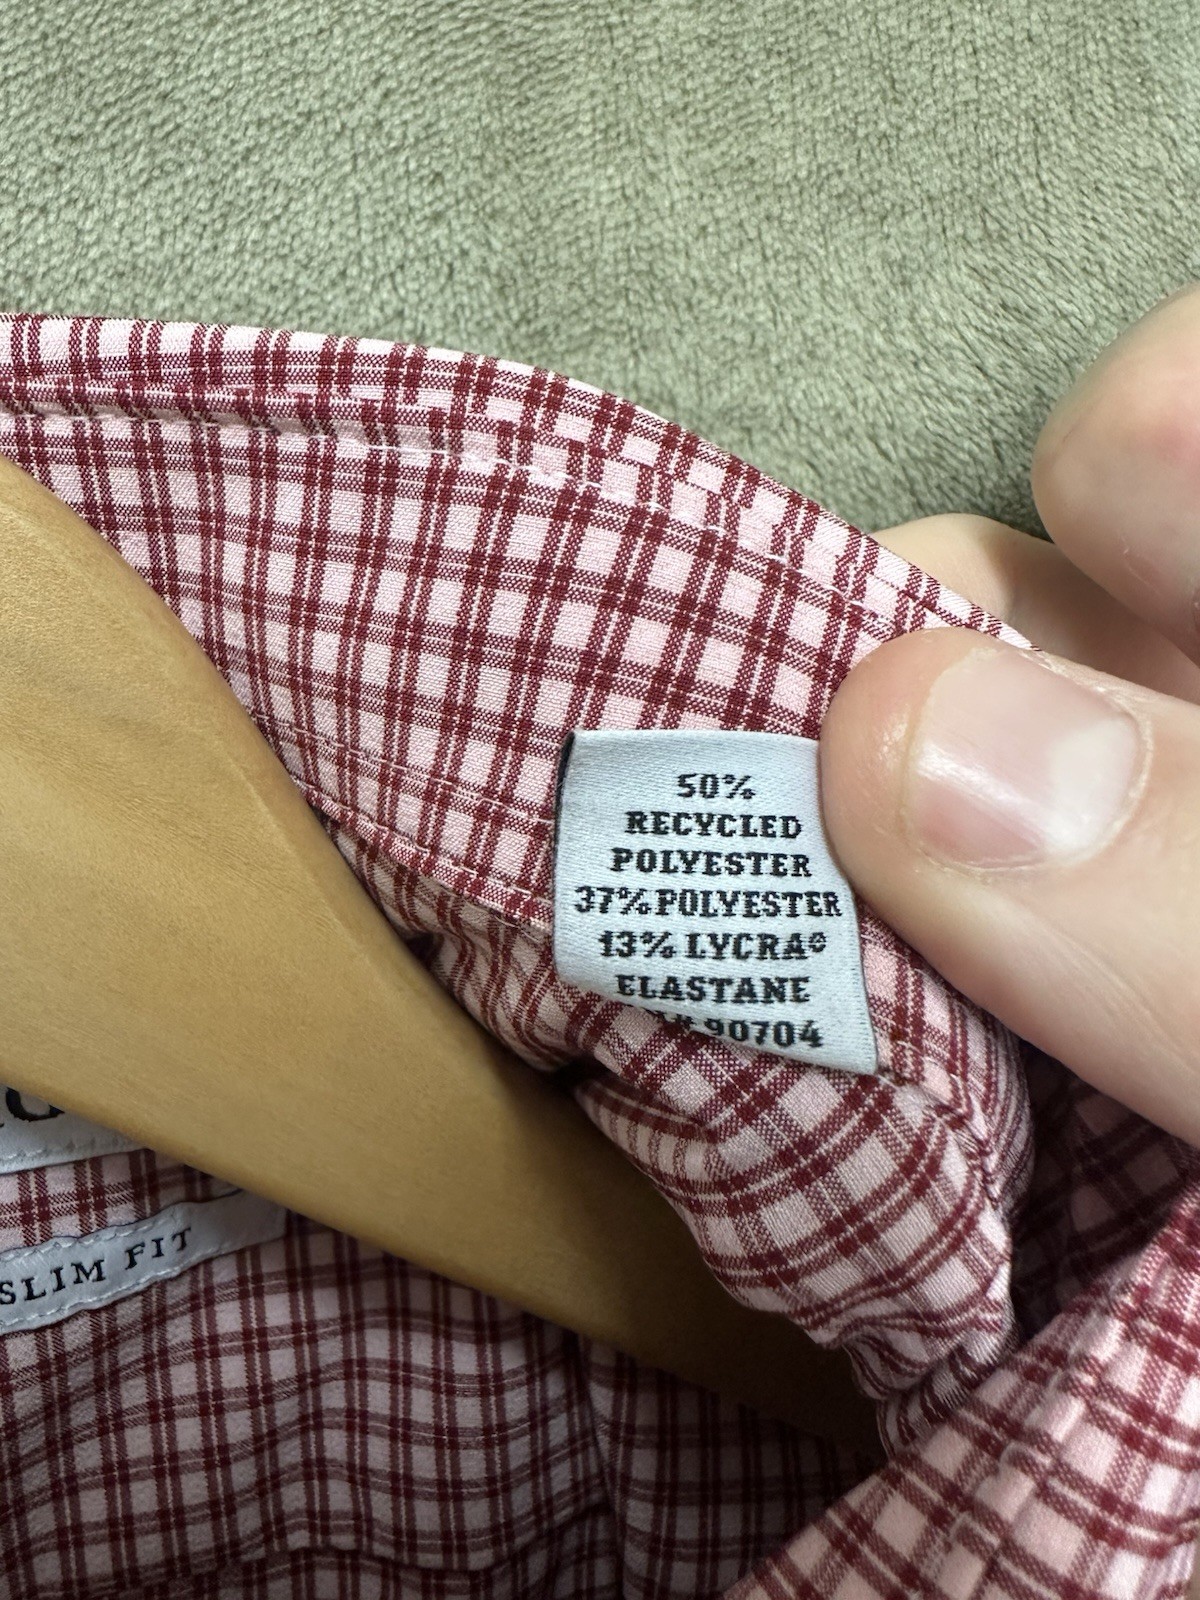 50%
RECYCLED
POLYESTER
37% POLYESTER
13% LYCRA®
ELASTANE
90704
SLIM FIT